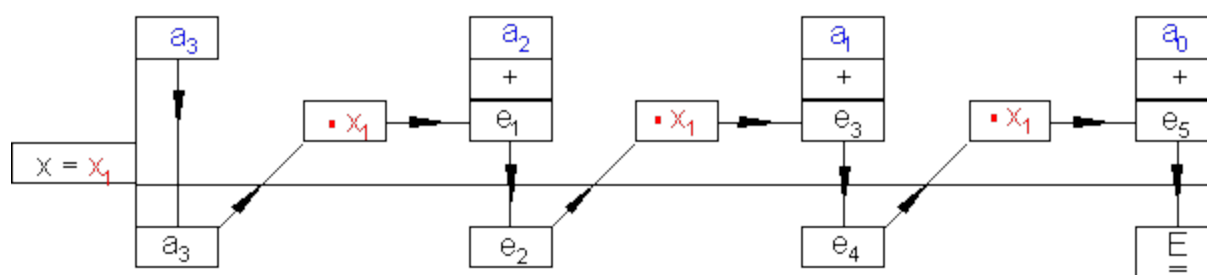 a₃ a₂ a₁ a₀
+ + +
· x₁ e₁ · x₁ e₃ · x₁ e₅
x = x₁
a₃ e₂ e₄ E